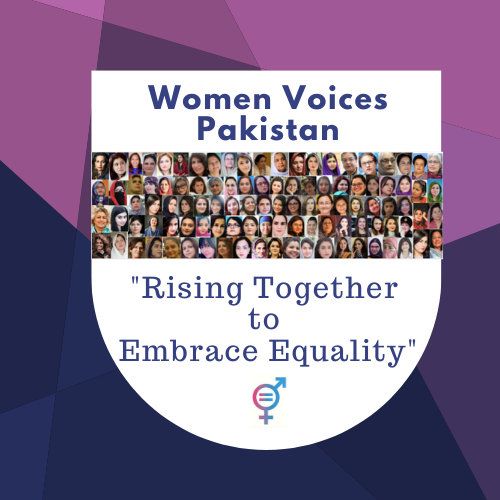 Women Voices
Pakistan
"Rising Together
to
Embrace Equality"